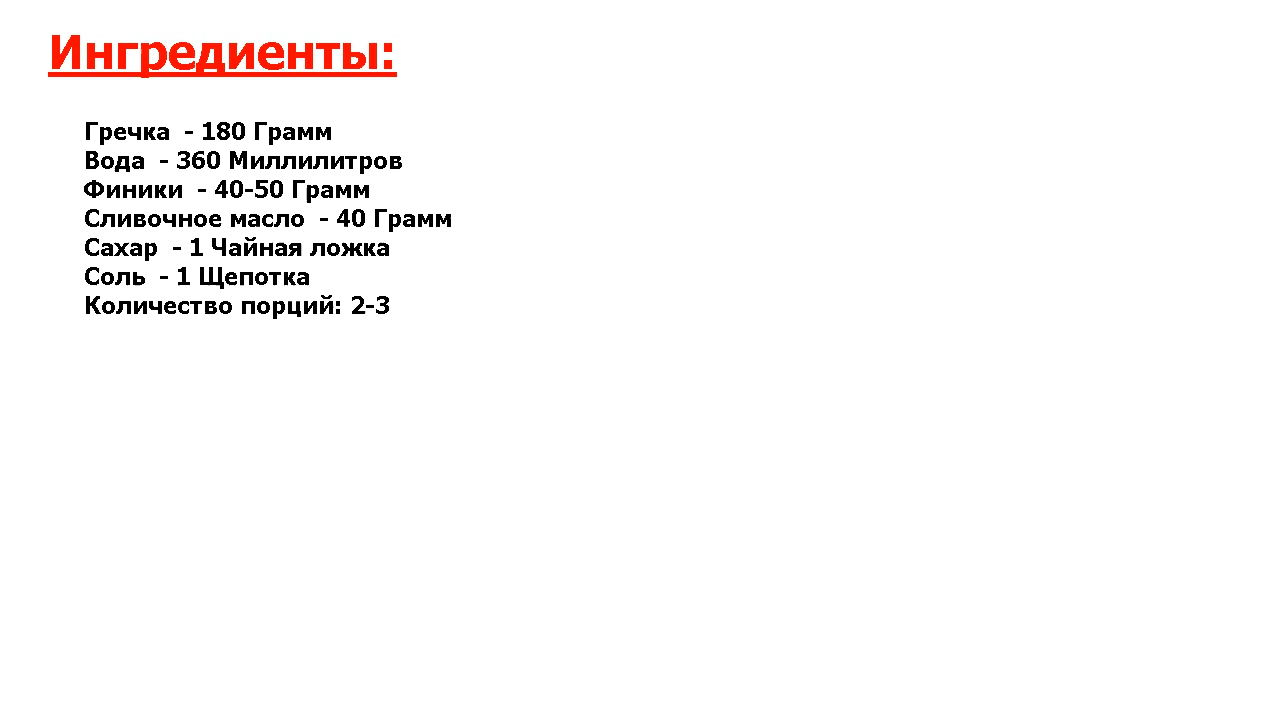 Ингредиенты:
Гречка - 180 Грамм
Вода - 360 Миллилитров
Финики - 40-50 Грамм
Сливочное масло - 40 Грамм
Сахар - 1 Чайная ложка
Соль - 1 Щепотка
Количество порций: 2-3